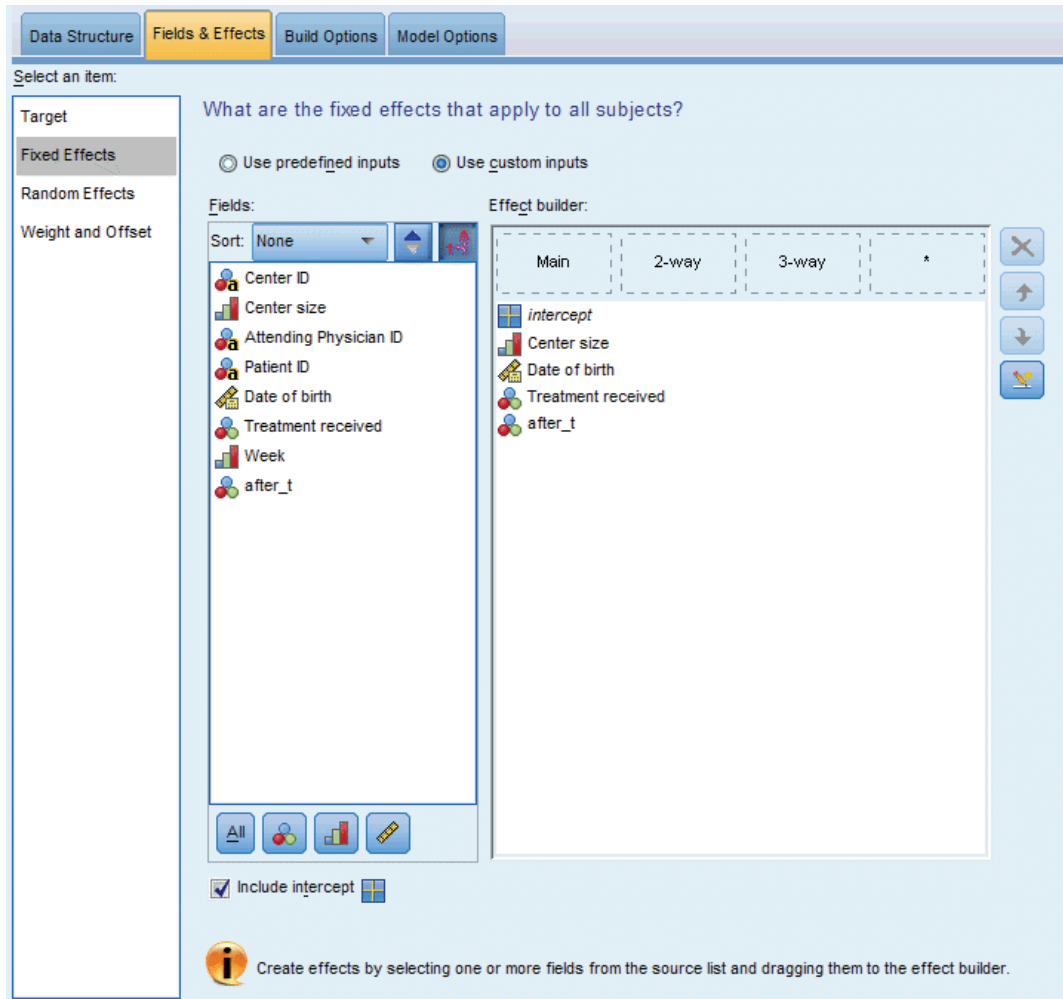 Data Structure
Fields & Effects
Build Options
Model Options
Select an item:
Target
Fixed Effects
Random Effects
Weight and Offset
What are the fixed effects that apply to all subjects?
Use predefined inputs
Use custom inputs
Fields:
Sort: None
Center ID
Center size
Attending Physician ID
Patient ID
Date of birth
Treatment received
Week
after_t
All
Effect builder:
Main
2-way
3-way
*
intercept
Center size
Date of birth
Treatment received
after_t
Include intercept
Create effects by selecting one or more fields from the source list and dragging them to the effect builder.